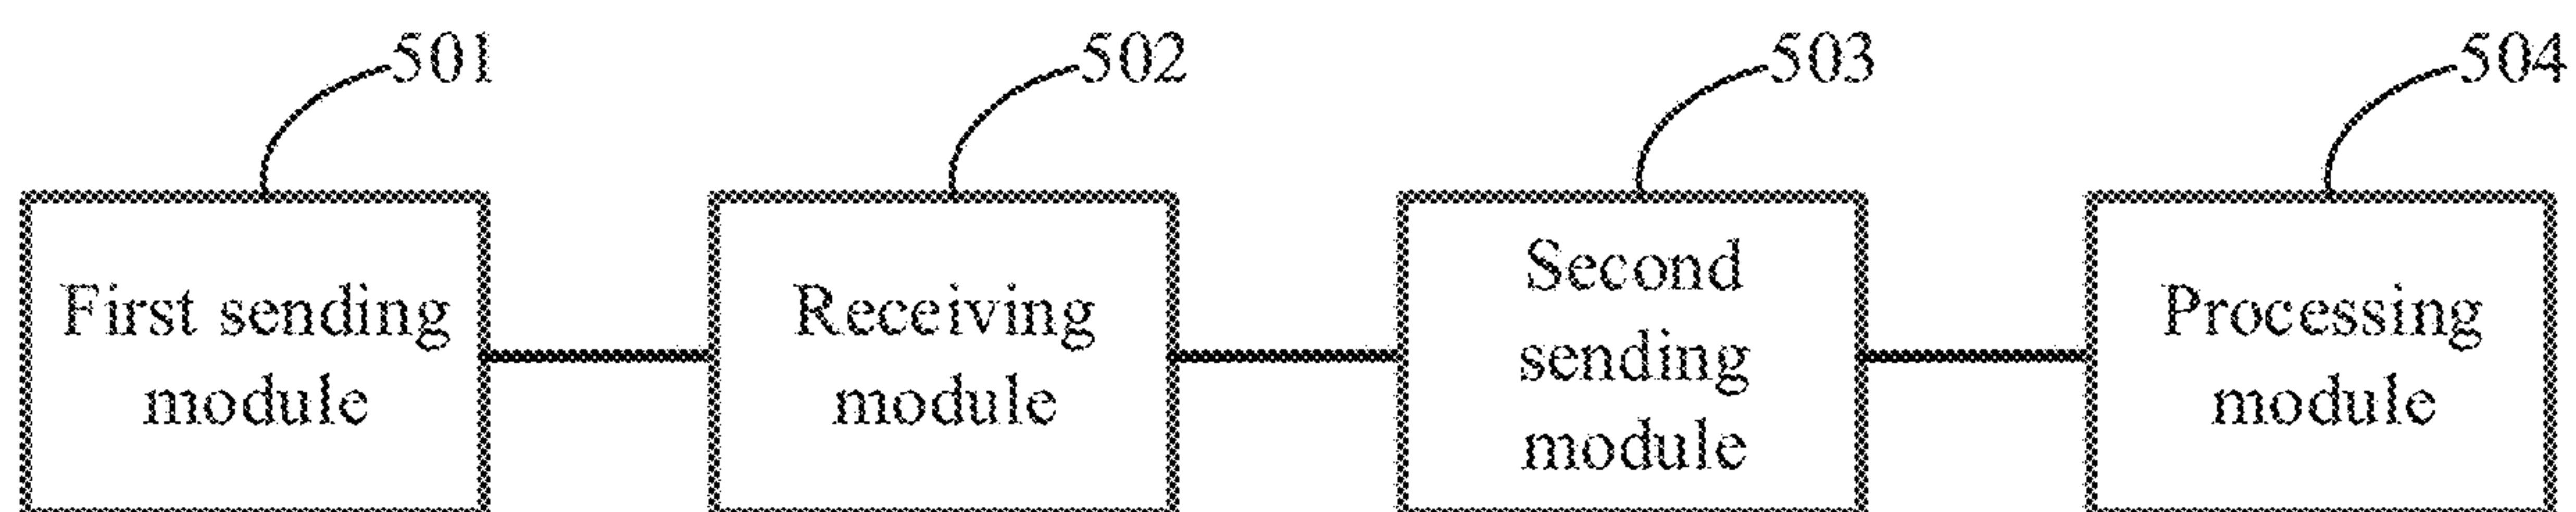 501
502
503
504
First sending
module
Receiving
module
Second
sending
module
Processing
module